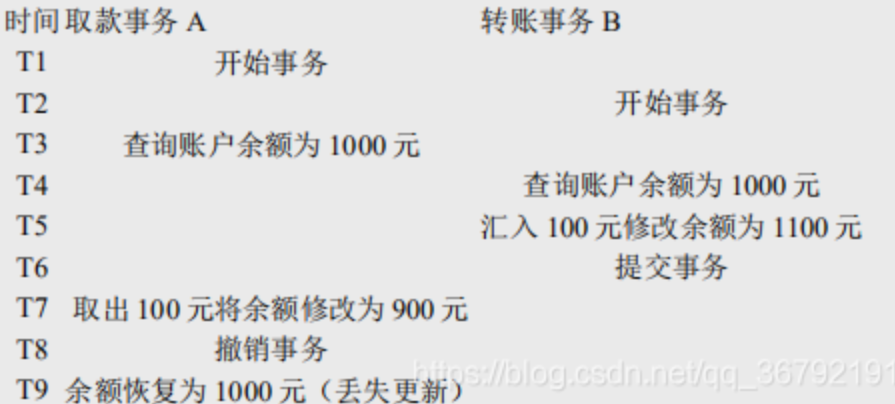 时间 取款事务 A 转账事务 B
T1 开始事务
T2 开始事务
T3 查询账户余额为 1000 元
T4 查询账户余额为 1000 元
T5 汇入 100 元修改余额为 1100 元
T6 提交事务
T7 取出 100 元将余额修改为 900 元
T8 撤销事务
T9 余额恢复为 1000 元（丢失更新）
https://blog.csdn.net/qq_36792191